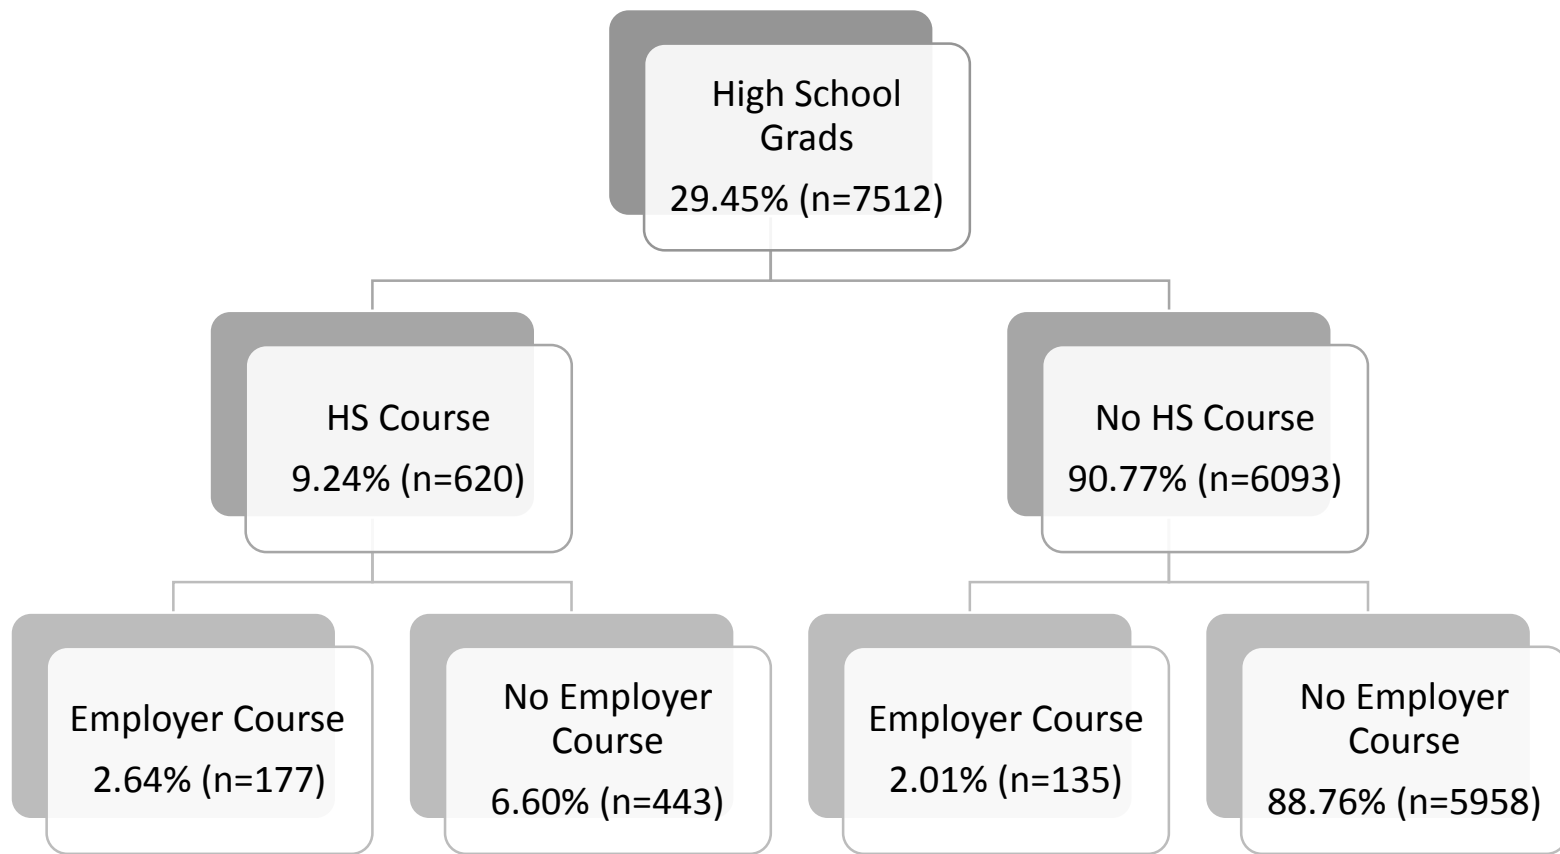 High School
Grads
29.45% (n=7512)
HS Course
9.24% (n=620)
No HS Course
90.77% (n=6093)
Employer Course
2.64% (n=177)
No Employer
Course
6.60% (n=443)
Employer Course
2.01% (n=135)
No Employer
Course
88.76% (n=5958)